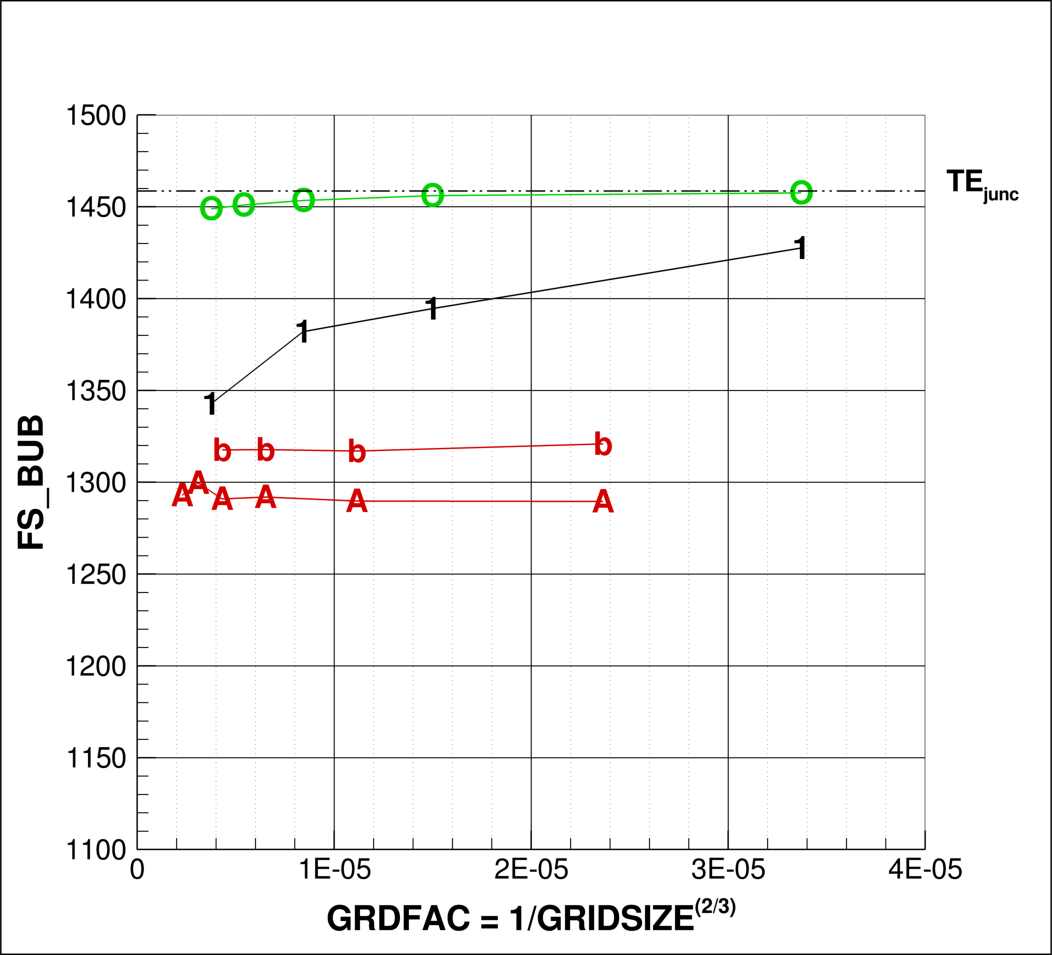 1500
TE_junc
1450
1400
1350
1300
1250
1200
1150
1100
FS_BUB
O O O O O
1 1 1 1
b b b b
A A A A A A
0 1E-05 2E-05 3E-05 4E-05
GRDFAC = 1/GRIDSIZE^(2/3)